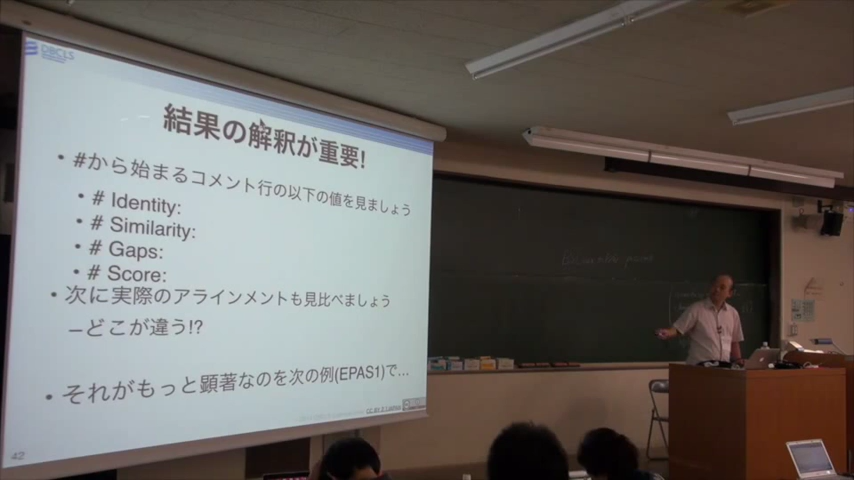 DBCLS
結果の解釈が重要!
• #から始まるコメント行の以下の値を見ましょう
• # Identity:
• # Similarity:
• # Gaps:
• # Score:
• 次に実際のアラインメントも見比べましょう
–どこが違う!?
• それがもっと顕著なのを次の例(EPAS1)で…
42